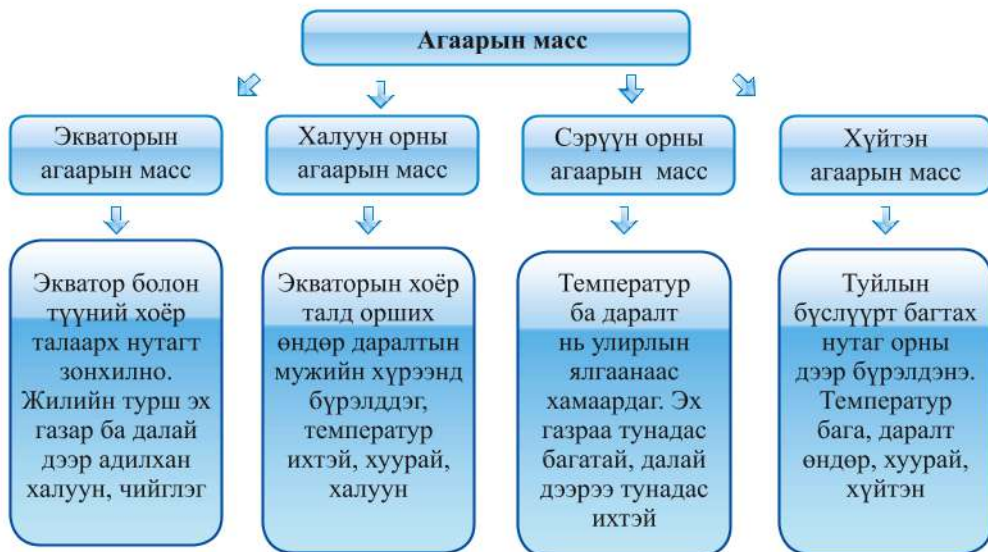 Агаарын масс
Экваторын
агаарын масс
Халуун орны
агаарын масс
Сэрүүн орны
агаарын масс
Хүйтэн
агаарын масс
Экватор болон
түүний хоёр
талаарх нутагт
зонхилно.
Жилийн турш эх
газар ба далай
дээр адилхан
халуун, чийглэг
Экваторын хоёр
талд орших
өндөр даралтын
мужийн хүрээнд
бүрэлддэг,
температур
ихтэй, хуурай,
халуун
Температур
ба даралт
нь улирлын
ялгаанаас
хамаардаг. Эх
газраа тунадас
багатай, далай
дээрээ тунадас
ихтэй
Туйлын
бүслүүрт багтах
нутаг орны
дээр бүрэлдэнэ.
Температур
бага, даралт
өндөр, хуурай,
хүйтэн